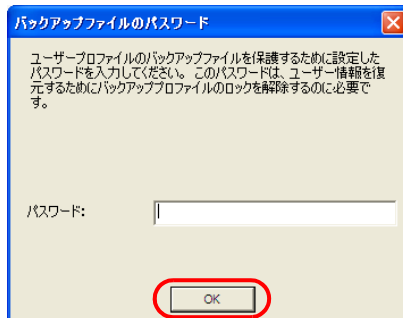 バックアップファイルのパスワード
ユーザープロファイルのバックアップファイルを保護するために設定した
パスワードを入力してください。このパスワードは、ユーザー情報を復
元するためにバックアッププロファイルのロックを解除するのに必要で
す。
パスワード:
OK